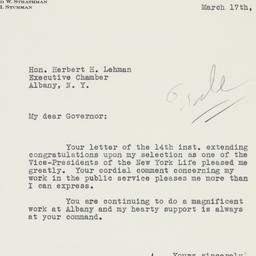 D W. STRATHMAN
I. STURMAN
March 17th,
Hon. Herbert H. Lehman
Executive Chamber
Albany, N. Y.
My dear Governor:
Your letter of the 14th inst. extending
congratulations upon my selection as one of the
Vice-Presidents of the New York Life pleased me
greatly. Your cordial comment concerning my
work in the public service pleases me more than
I can express.
You are continuing to do a magnificent
work at Albany and my hearty support is always
at your command.
Yours sincerely